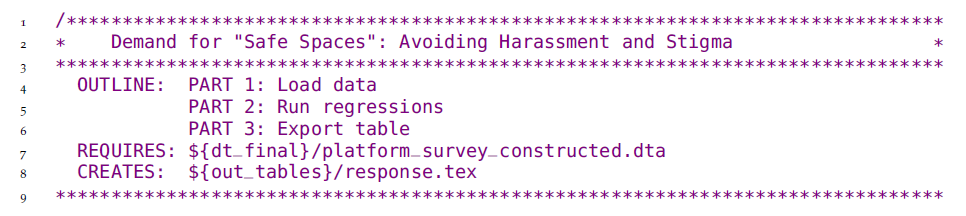 1 /*******************************************************************************
2 * Demand for "Safe Spaces": Avoiding Harassment and Stigma *
3 ********************************************************************************
4 OUTLINE: PART 1: Load data
5 PART 2: Run regressions
6 PART 3: Export table
7 REQUIRES: ${dt_final}/platform_survey_constructed.dta
8 CREATES: ${out_tables}/response.tex
9 ********************************************************************************